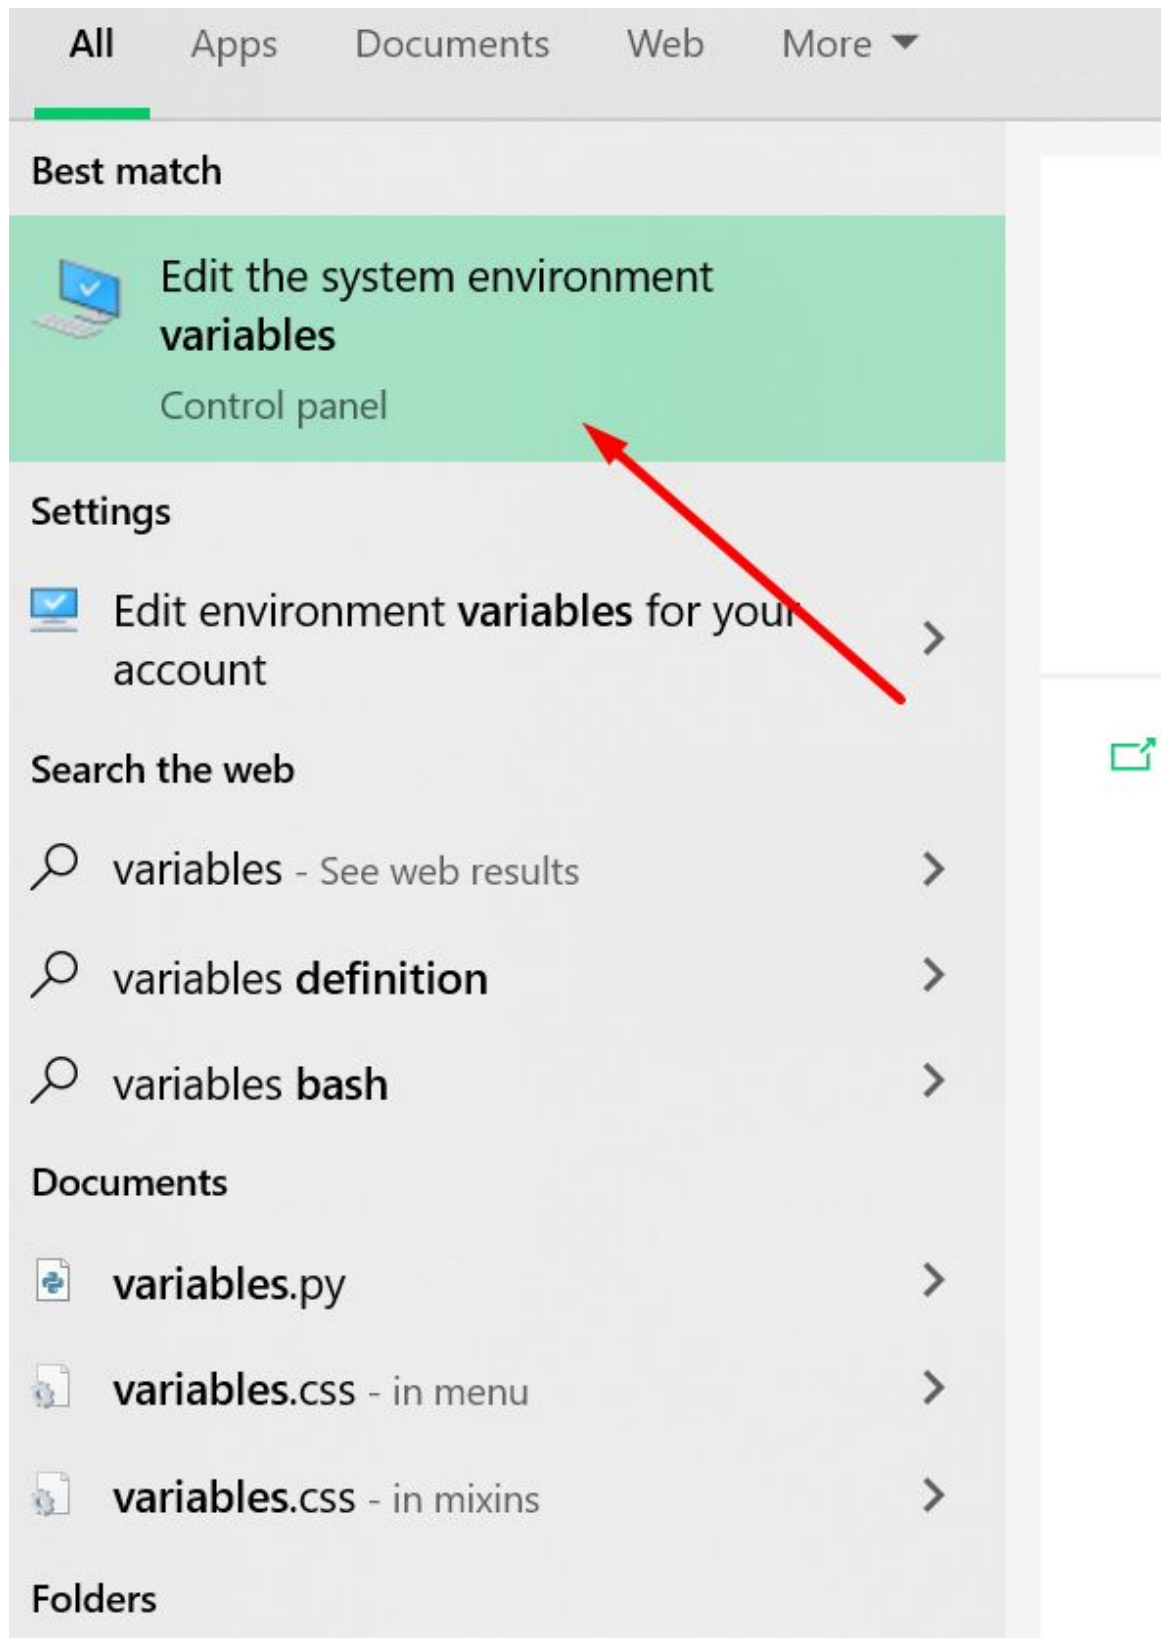 All Apps Documents Web More
Best match
Edit the system environment
variables
Control panel
Settings
Edit environment variables for your
account
Search the web
variables - See web results
variables definition
variables bash
Documents
variables.py
variables.css - in menu
variables.css - in mixins
Folders